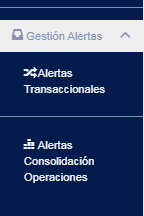 Gestión Alertas
Alertas
Transaccionales
Alertas
Consolidación
Operaciones